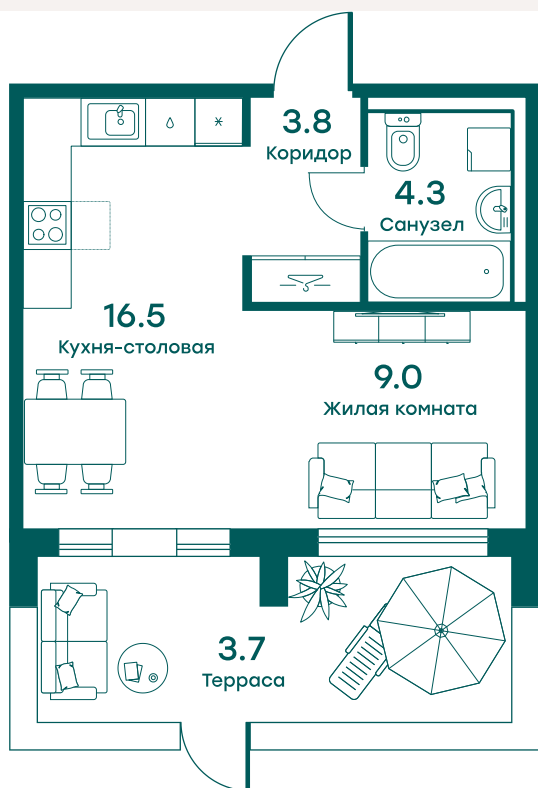 3.8
Коридор
4.3
Санузел
16.5
Кухня-столовая
9.0
Жилая комната
3.7
Терраса